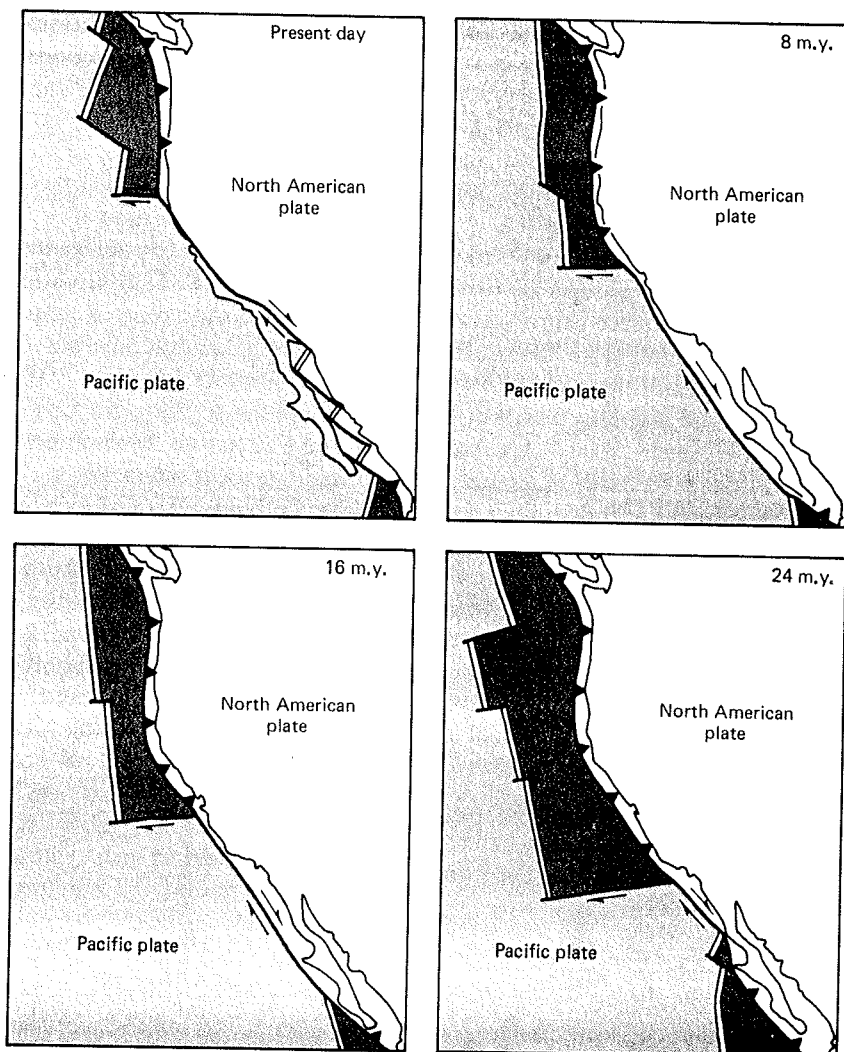 Present day
North American
plate
Pacific plate
8 m.y.
North American
plate
Pacific plate
16 m.y.
North American
plate
Pacific plate
24 m.y.
North American
plate
Pacific plate